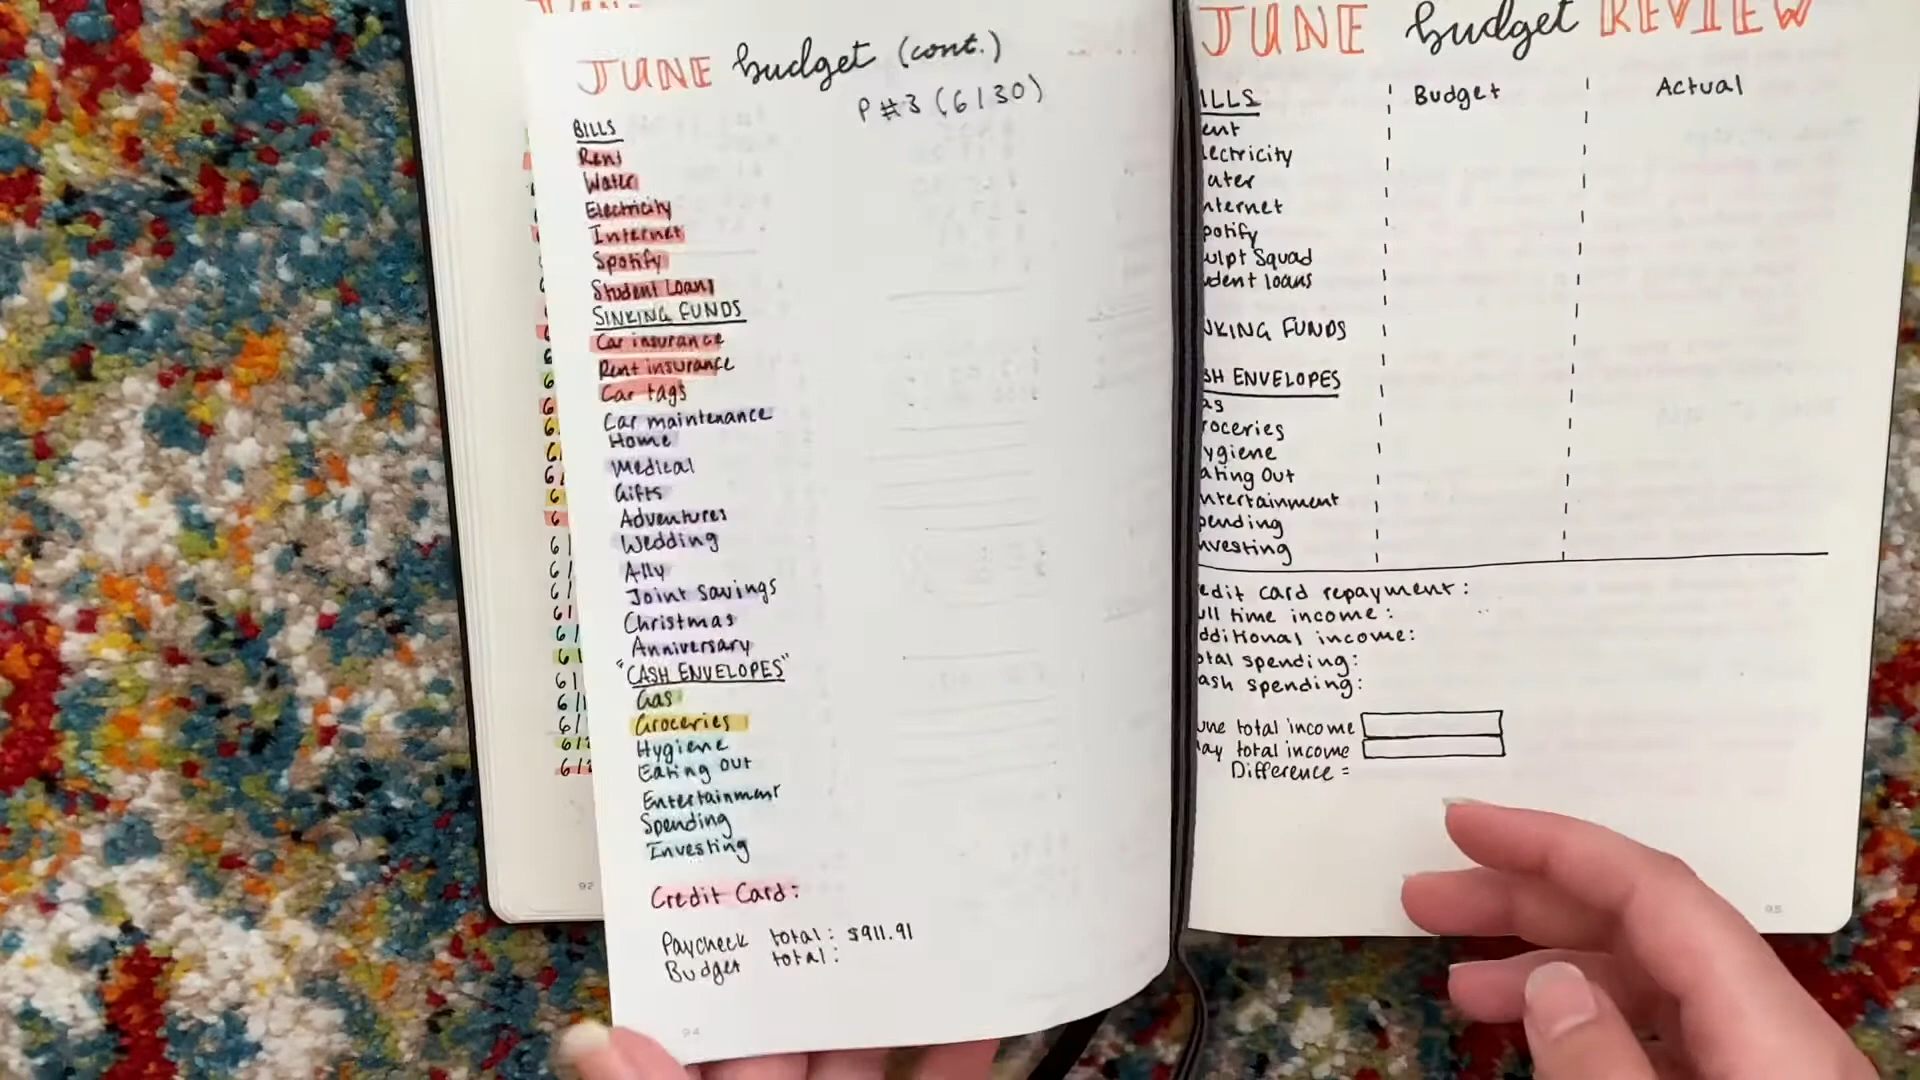 JUNE budget (cont.)
P #3 (6/30)
BILLS
Rent
Water
Electricity
Internet
Spotify
Student Loans
SINKING FUNDS
Car insurance
Rent insurance
Car tags
Car maintenance
Home
Medical
Gifts
Adventures
Wedding
Ally
Joint Savings
Christmas
Anniversary
"CASH ENVELOPES"
Gas
Groceries
Hygiene
Eating Out
Entertainment
Spending
Investing
Credit Card:
Paycheck total: $911.91
Budget total:
94
92
JUNE budget REVIEW
ILLS Budget Actual
ent
lectricity
ater
nternet
potify
ulpt Squad
udent loans
NKING FUNDS
SH ENVELOPES
as
roceries
ygiene
ating Out
ntertainment
pending
nvesting
edit card repayment:
ull time income:
dditional income:
otal spending:
ash spending:
une total income
ay total income
Difference =
95